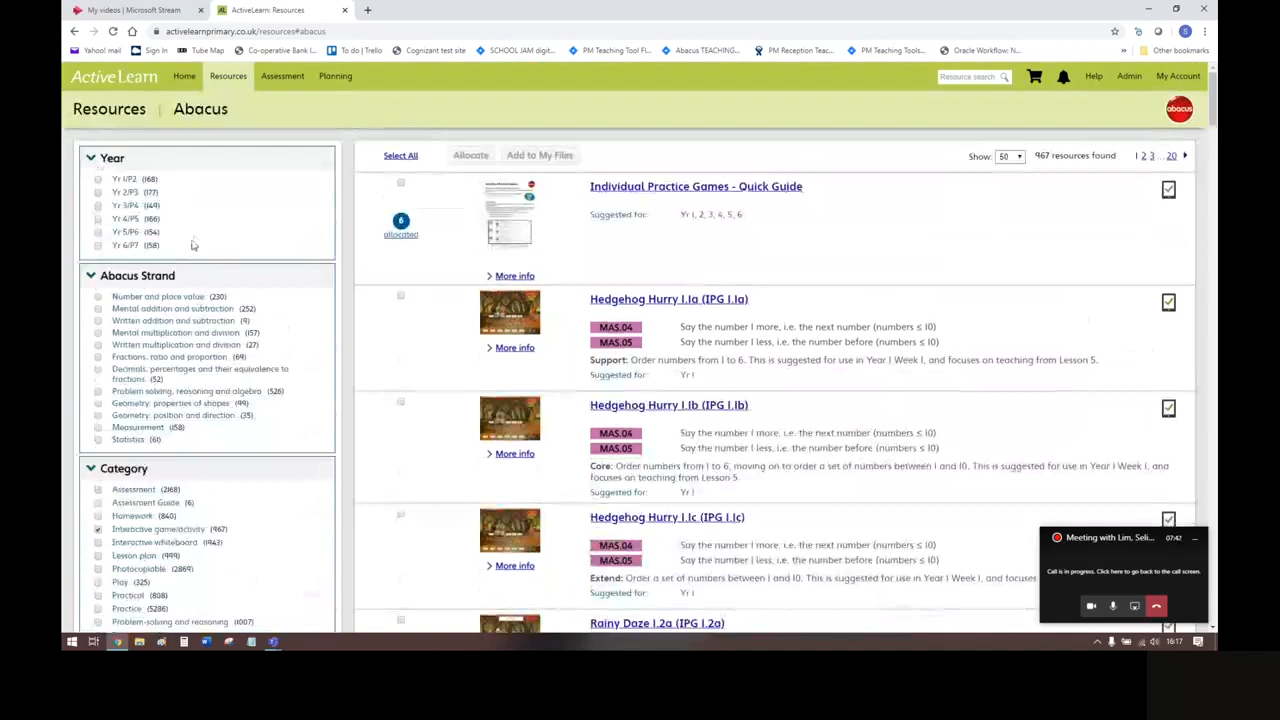 My videos | Microsoft Stream
ActiveLearn: Resources
activelearnprimary.co.uk/resources#abacus
Yahoo! mail
Sign In
Tube Map
Co-operative Bank I...
To do | Trello
Cognizant test site
SCHOOL JAM digit...
PM Teaching Tool Fl...
Abacus TEACHING...
PM Reception Teac...
PM Teaching Tools...
Oracle Workflow: N...
Other bookmarks
ActiveLearn
Home
Resources
Assessment
Planning
Resource search
Help
Admin
My Account
Resources | Abacus
abacus
Year
Yr 1/P2 (168)
Yr 2/P3 (177)
Yr 3/P4 (149)
Yr 4/P5 (166)
Yr 5/P6 (154)
Yr 6/P7 (158)
Abacus Strand
Number and place value (230)
Mental addition and subtraction (252)
Written addition and subtraction (9)
Mental multiplication and division (157)
Written multiplication and division (27)
Fractions, ratio and proportion (69)
Decimals, percentages and their equivalence to
fractions (52)
Problem solving, reasoning and algebra (526)
Geometry: properties of shapes (99)
Geometry: position and direction (35)
Measurement (158)
Statistics (61)
Category
Assessment (2168)
Assessment Guide (6)
Homework (840)
Interactive game/activity (967)
Interactive whiteboard (1943)
Lesson plan (999)
Photocopiable (2869)
Play (325)
Practical (808)
Practice (5286)
Problem-solving and reasoning (1007)
Select All
Allocate
Add to My Files
Show: 50
967 resources found
1 2 3 ... 20
Individual Practice Games - Quick Guide
Suggested for: Yr 1, 2, 3, 4, 5, 6
6
allocated
More info
Hedgehog Hurry 1.1a (IPG 1.1a)
MAS.04 Say the number 1 more, i.e. the next number (numbers ≤ 10)
MAS.05 Say the number 1 less, i.e. the number before (numbers ≤ 10)
More info
Support: Order numbers from 1 to 6. This is suggested for use in Year 1 Week 1, and focuses on teaching from Lesson 5.
Suggested for: Yr 1
Hedgehog Hurry 1.1b (IPG 1.1b)
MAS.04 Say the number 1 more, i.e. the next number (numbers ≤ 10)
MAS.05 Say the number 1 less, i.e. the number before (numbers ≤ 10)
More info
Core: Order numbers from 1 to 6, moving on to order a set of numbers between 1 and 10. This is suggested for use in Year 1 Week 1, and
focuses on teaching from Lesson 5.
Suggested for: Yr 1
Hedgehog Hurry 1.1c (IPG 1.1c)
MAS.04 Say the number 1 more, i.e. the next number (numbers ≤ 10)
MAS.05 Say the number 1 less, i.e. the number before (numbers ≤ 10)
More info
Extend: Order a set of numbers between 1 and 10. This is suggested for use in Year 1 Week 1, and focuses
Suggested for: Yr 1
Rainy Daze 1.2a (IPG 1.2a)
Meeting with Lim, Seli... 07:42
Call is in progress. Click here to go back to the call screen.
16:17